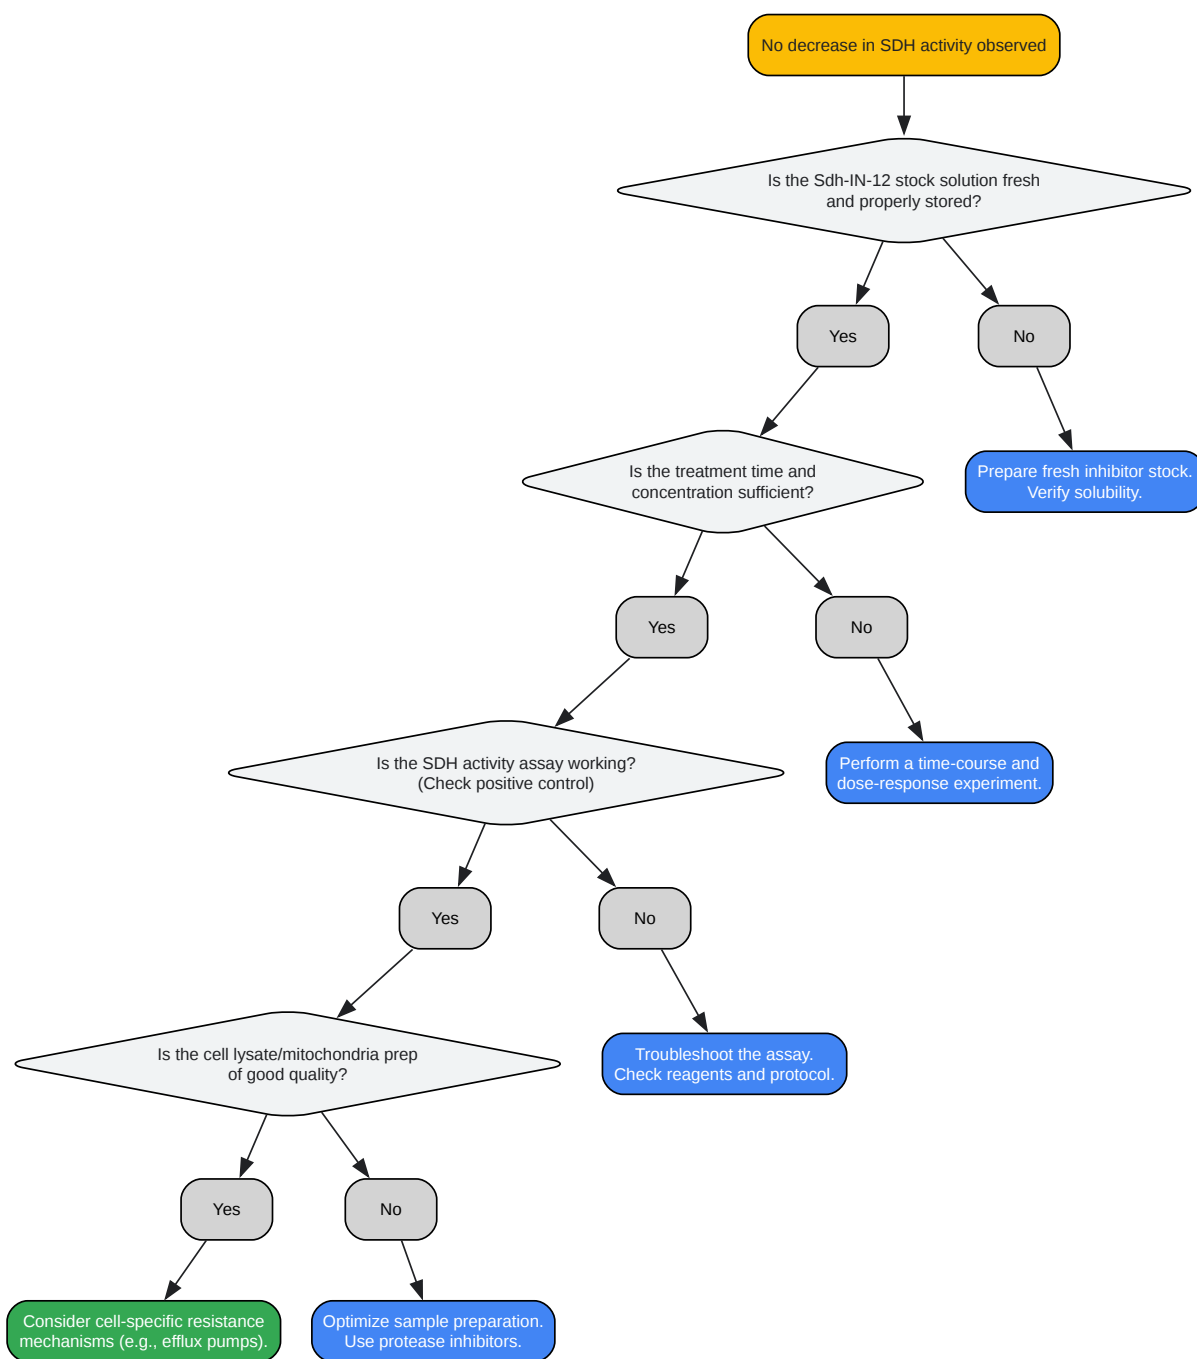 No decrease in SDH activity observed
Is the Sdh-IN-12 stock solution fresh
and properly stored?
Yes
No
Is the treatment time and
concentration sufficient?
Prepare fresh inhibitor stock.
Verify solubility.
Yes
No
Is the SDH activity assay working?
(Check positive control)
Perform a time-course and
dose-response experiment.
Yes
No
Is the cell lysate/mitochondria prep
of good quality?
Troubleshoot the assay.
Check reagents and protocol.
Yes
No
Consider cell-specific resistance
mechanisms (e.g., efflux pumps).
Optimize sample preparation.
Use protease inhibitors.